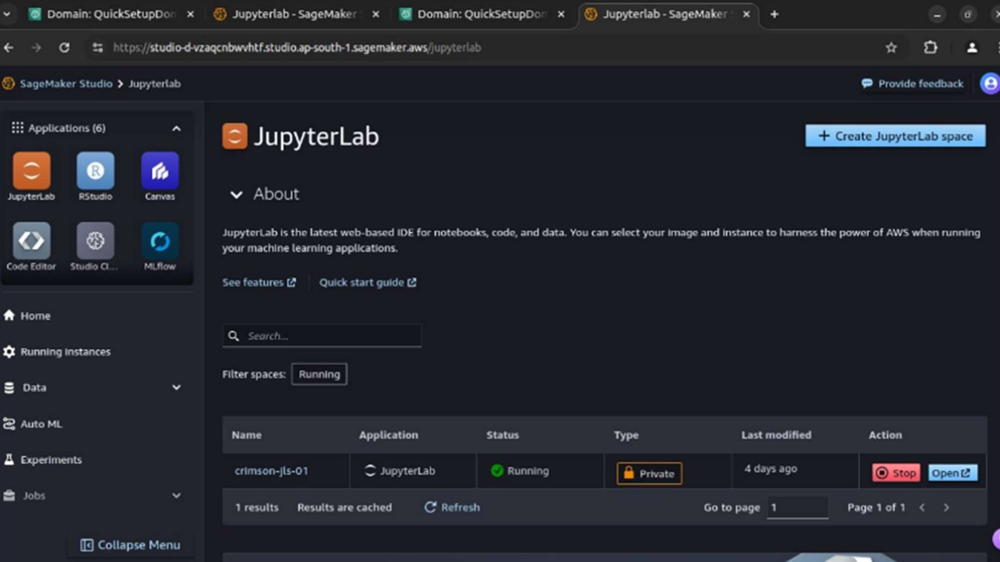 Domain: QuickSetupDom
Jupyterlab - SageMaker
Domain: QuickSetupDom
Jupyterlab - SageMaker
https://studio-d-vzaqcnbwvhtf.studio.ap-south-1.sagemaker.aws/jupyterlab
SageMaker Studio > Jupyterlab
Provide feedback
Applications (6)
JupyterLab
RStudio
Canvas
Code Editor
Studio Cl...
MLflow
Home
Running instances
Data
Auto ML
Experiments
Jobs
Collapse Menu
JupyterLab
+ Create JupyterLab space
About
JupyterLab is the latest web-based IDE for notebooks, code, and data. You can select your image and instance to harness the power of AWS when running
your machine learning applications.
See features
Quick start guide
Search...
Filter spaces: Running
Name Application Status Type Last modified Action
crimson-jls-01 JupyterLab Running Private 4 days ago Stop Open
1 results Results are cached Refresh Go to page 1 Page 1 of 1 < >